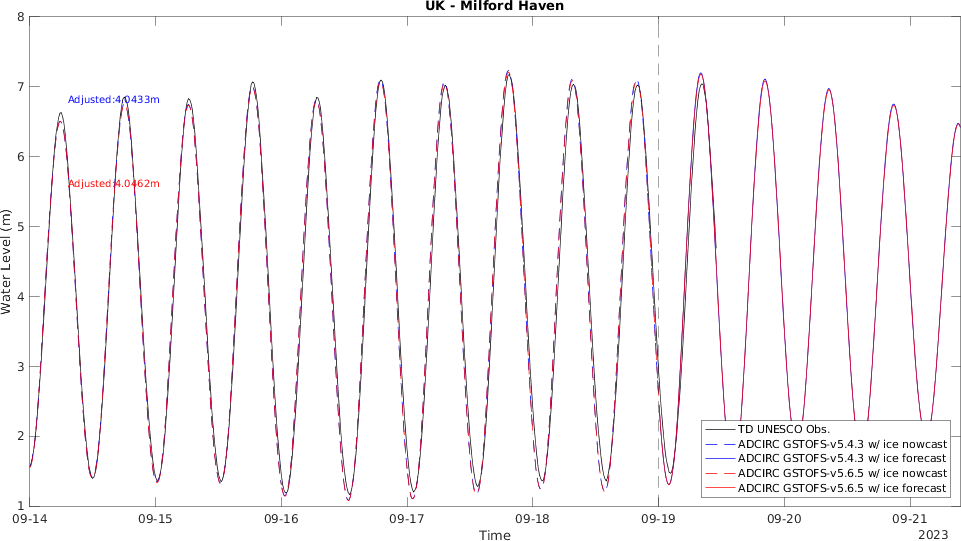 UK - Milford Haven
8
7
6
5
4
3
2
1
Water Level (m)
Adjusted:4.0433m
Adjusted:4.0462m
TD UNESCO Obs.
ADCIRC GSTOFS-v5.4.3 w/ ice nowcast
ADCIRC GSTOFS-v5.4.3 w/ ice forecast
ADCIRC GSTOFS-v5.6.5 w/ ice nowcast
ADCIRC GSTOFS-v5.6.5 w/ ice forecast
09-14 09-15 09-16 09-17 09-18 09-19 09-20 09-21
Time
2023